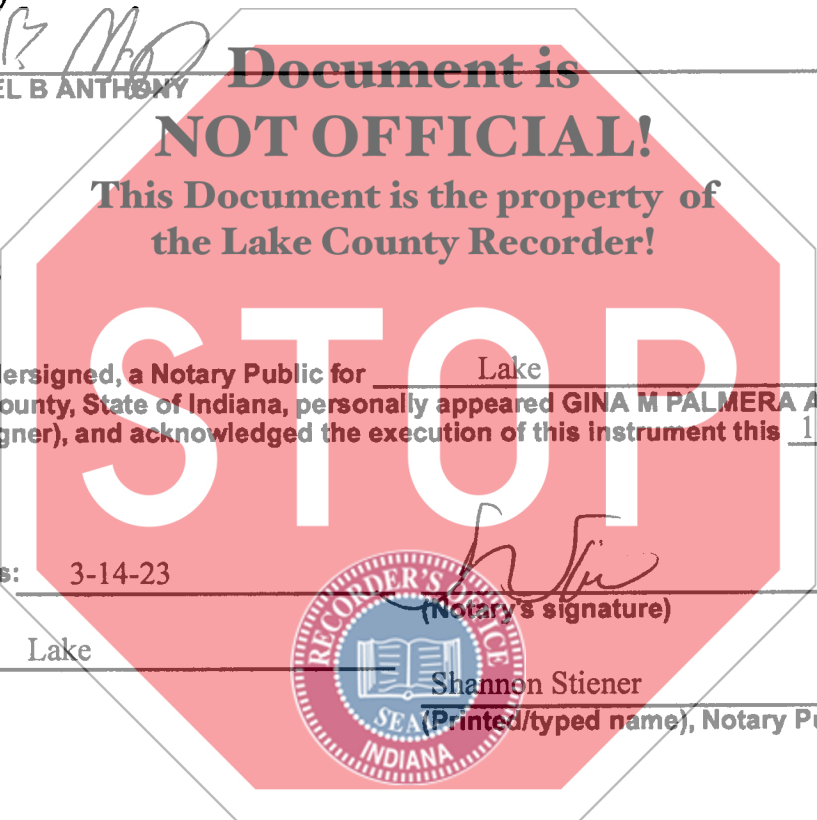 EL B ANTHONY
Document is
NOT OFFICIAL!
This Document is the property of
the Lake County Recorder!
STOP
dersigned, a Notary Public for Lake
ounty, State of Indiana, personally appeared GINA M PALMERA A
gner), and acknowledged the execution of this instrument this 1
s: 3-14-23
(Notary's signature)
Lake
RECORDER'S OFFICE
SEAL
INDIANA
Shannon Stiener
(Printed/typed name), Notary Pu